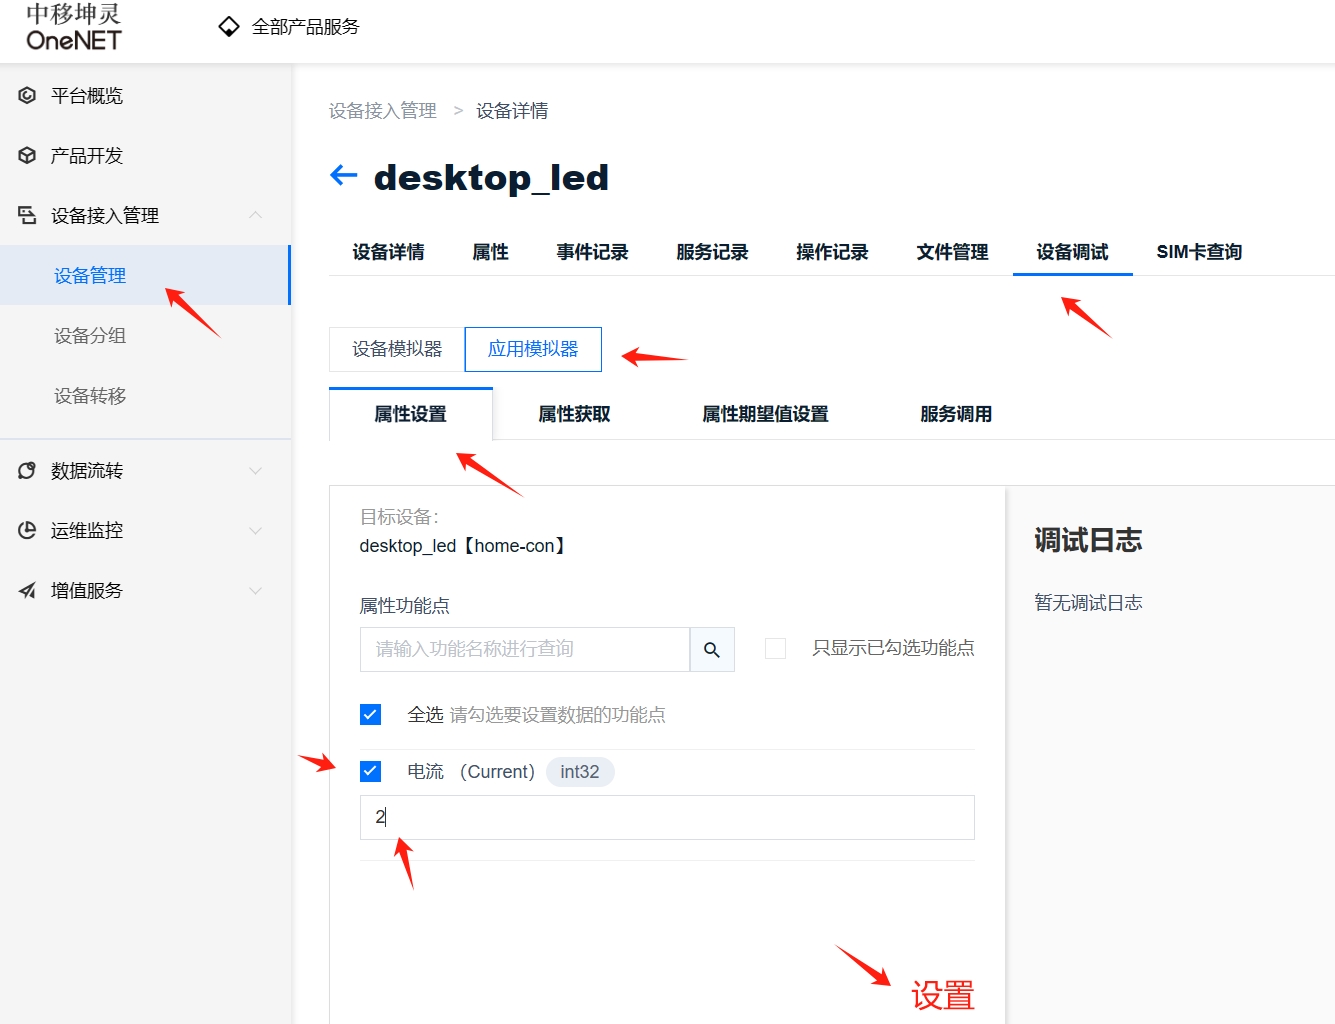 中移坤灵
OneNET
全部产品服务
平台概览
产品开发
设备接入管理
设备管理
设备分组
设备转移
数据流转
运维监控
增值服务
设备接入管理 > 设备详情
desktop_led
设备详情 属性 事件记录 服务记录 操作记录 文件管理 设备调试 SIM卡查询
设备模拟器 应用模拟器
属性设置 属性获取 属性期望值设置 服务调用
目标设备:
desktop_led【home-con】
属性功能点
请输入功能名称进行查询 只显示已勾选功能点
全选 请勾选要设置数据的功能点
电流 （Current） int32
2
设置
调试日志
暂无调试日志